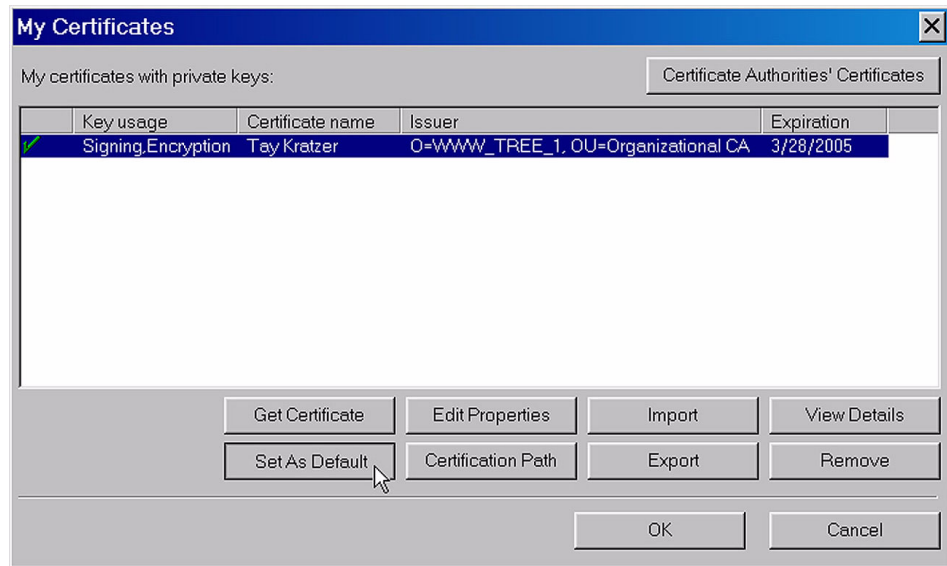 My Certificates
My certificates with private keys:
Certificate Authorities' Certificates
Key usage Certificate name Issuer Expiration
Signing,Encryption Tay Kratzer O=WWW_TREE_1, OU=Organizational CA 3/28/2005
Get Certificate Edit Properties Import View Details
Set As Default Certification Path Export Remove
OK Cancel